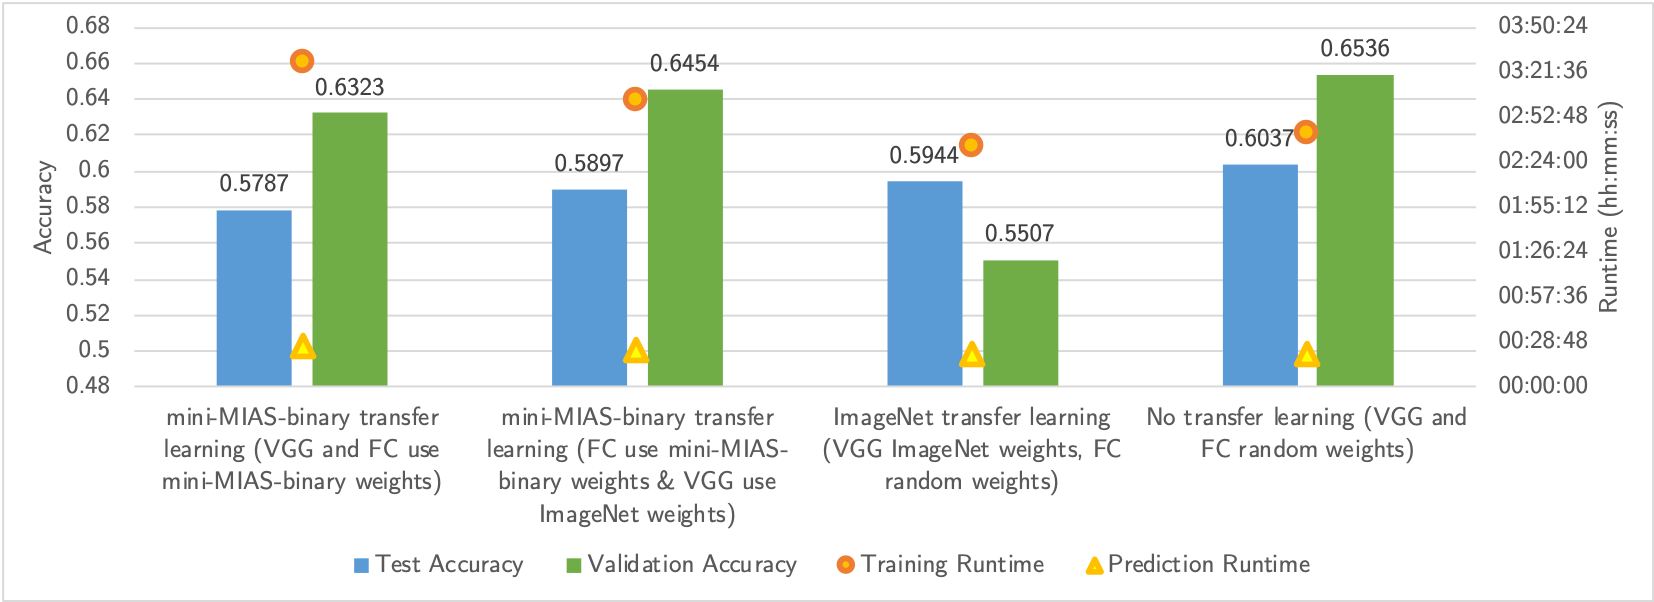 0.68
0.66
0.64
0.62
0.6
0.58
0.56
0.54
0.52
0.5
0.48
Accuracy
0.5787
0.6323
0.5897
0.6454
0.5944
0.5507
0.6037
0.6536
03:50:24
03:21:36
02:52:48
02:24:00
01:55:12
01:26:24
00:57:36
00:28:48
00:00:00
Runtime (hh:mm:ss)
mini-MIAS-binary transfer
learning (VGG and FC use
mini-MIAS-binary weights)
mini-MIAS-binary transfer
learning (FC use mini-MIAS-
binary weights & VGG use
ImageNet weights)
ImageNet transfer learning
(VGG ImageNet weights, FC
random weights)
No transfer learning (VGG and
FC random weights)
Test Accuracy
Validation Accuracy
Training Runtime
Prediction Runtime